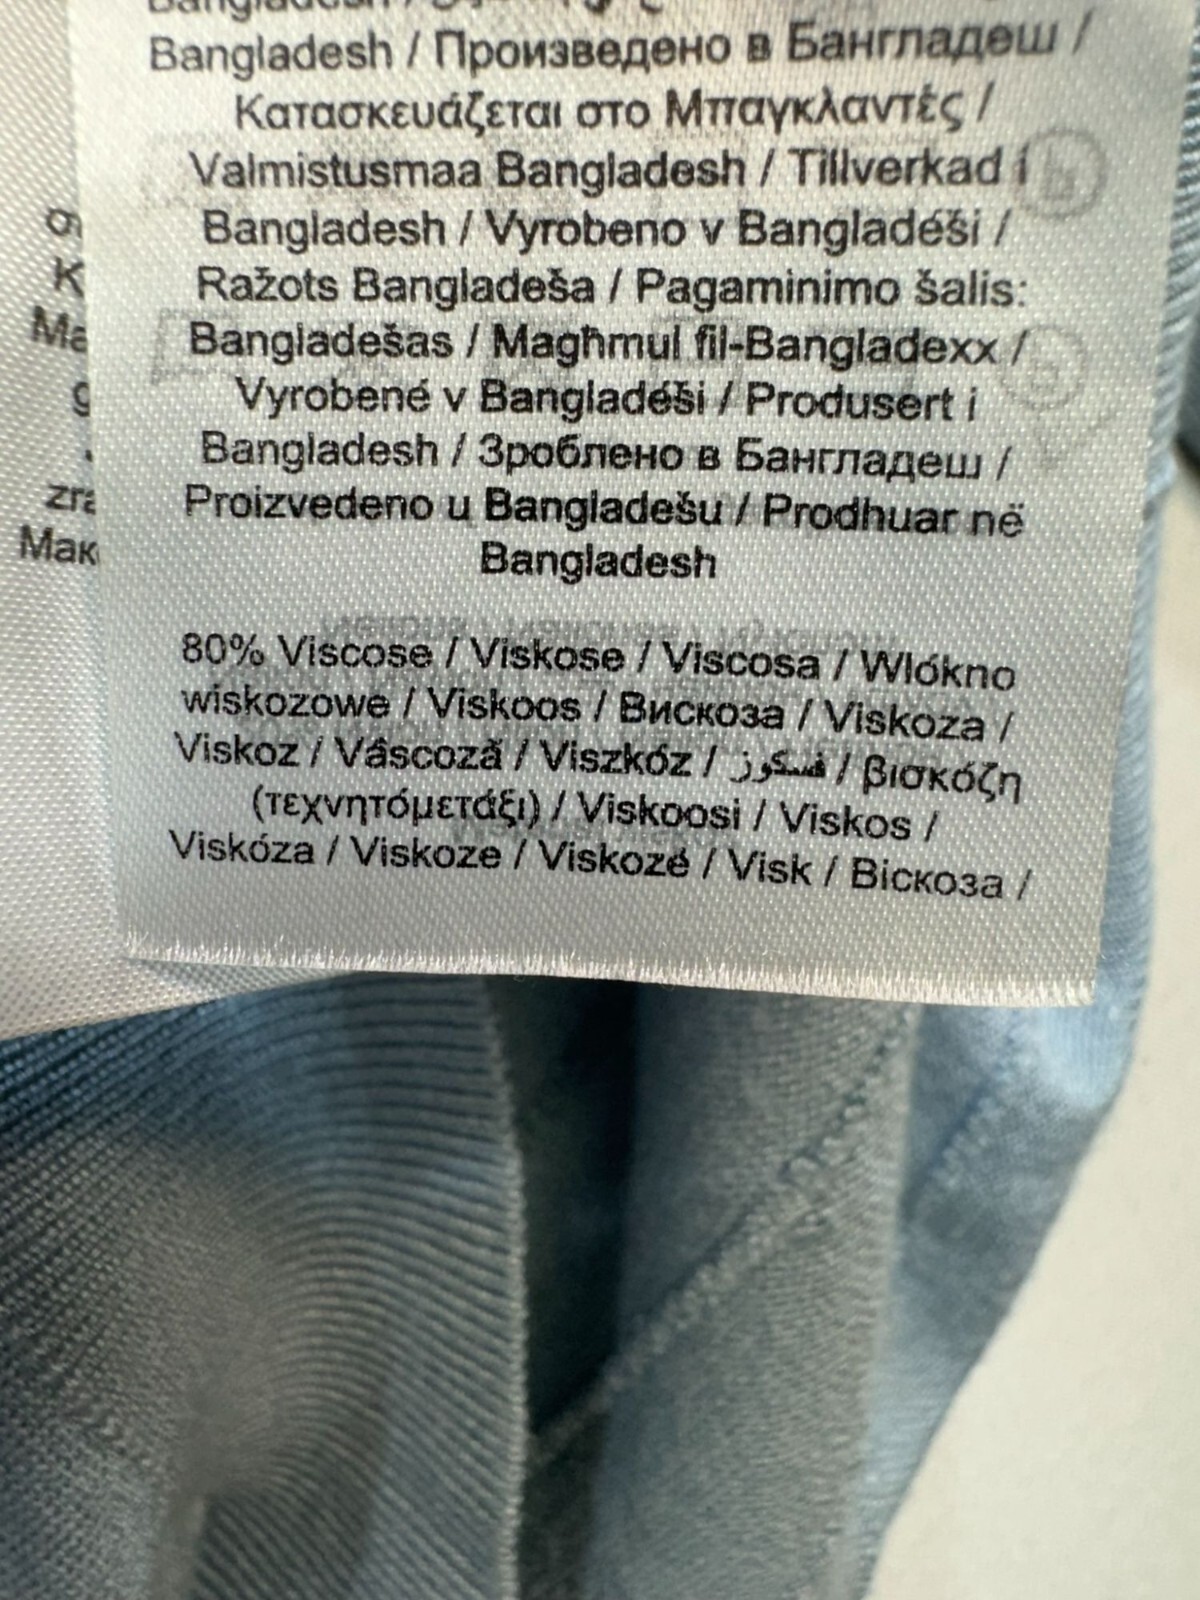 Bangladesh / Произведено в Бангладеш /
Κατασκευάζεται στο Μπαγκλαντές /
Valmistusmaa Bangladesh / Tillverkad i
Bangladesh / Vyrobeno v Bangladéši /
Ražots Bangladeša / Pagaminimo šalis:
Bangladešas / Magħmul fil-Bangladexx /
Vyrobené v Bangladéši / Produsert i
Bangladesh / Зроблено в Бангладеш /
Proizvedeno u Bangladešu / Prodhuar në
Bangladesh
80% Viscose / Viskose / Viscosa / Wlókno
wiskozowe / Viskoos / Вискоза / Viskoza /
Viskoz / Vâscoză / Viszkóz / فسكوز / βισκόζη
(τεχνητόμετάξι) / Viskoosi / Viskos /
Viskóza / Viskoze / Viskozé / Visk / Віскоза /